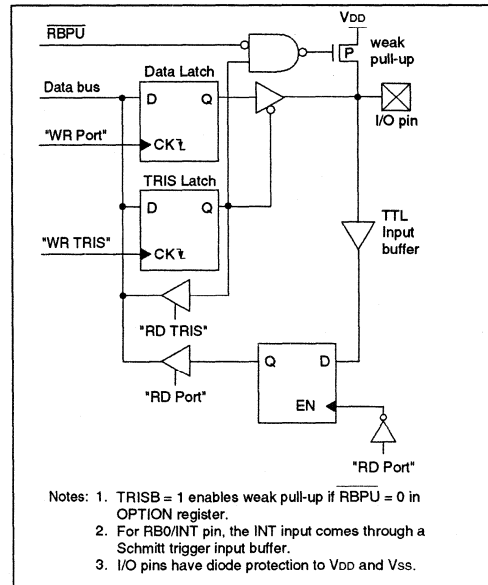 VDD
RBPU
weak
pull-up
P
Data Latch
Data bus
D Q
I/O pin
"WR Port"
CK
TRIS Latch
D Q
TTL
Input
buffer
"WR TRIS"
CK
"RD TRIS"
Q D
"RD Port"
EN
"RD Port"
Notes: 1. TRISB = 1 enables weak pull-up if RBPU = 0 in
OPTION register.
2. For RB0/INT pin, the INT input comes through a
Schmitt trigger input buffer.
3. I/O pins have diode protection to VDD and VSS.